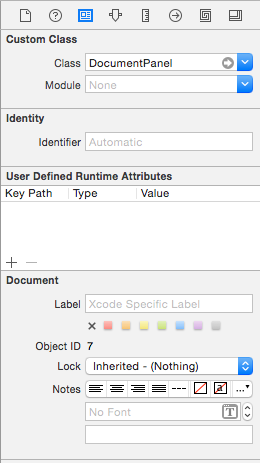 Custom Class
Class DocumentPanel
Module None
Identity
Identifier Automatic
User Defined Runtime Attributes
Key Path Type Value
Document
Label Xcode Specific Label
Object ID 7
Lock Inherited - (Nothing)
Notes
No Font